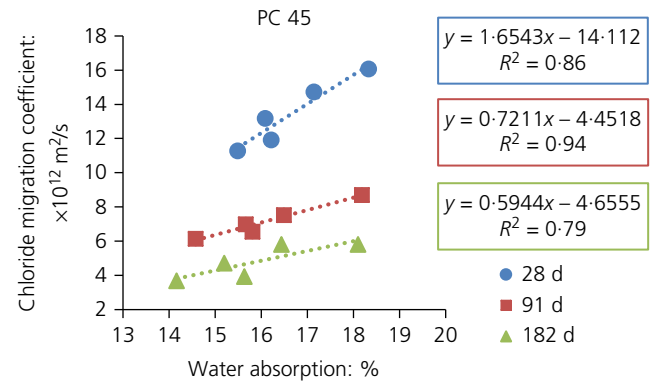 PC 45
Chloride migration coefficient:
×10¹² m²/s
18
16
14
12
10
8
6
4
2
13 14 15 16 17 18 19 20
Water absorption: %
y = 1·6543x – 14·112
R² = 0·86
y = 0·7211x – 4·4518
R² = 0·94
y = 0·5944x – 4·6555
R² = 0·79
28 d
91 d
182 d